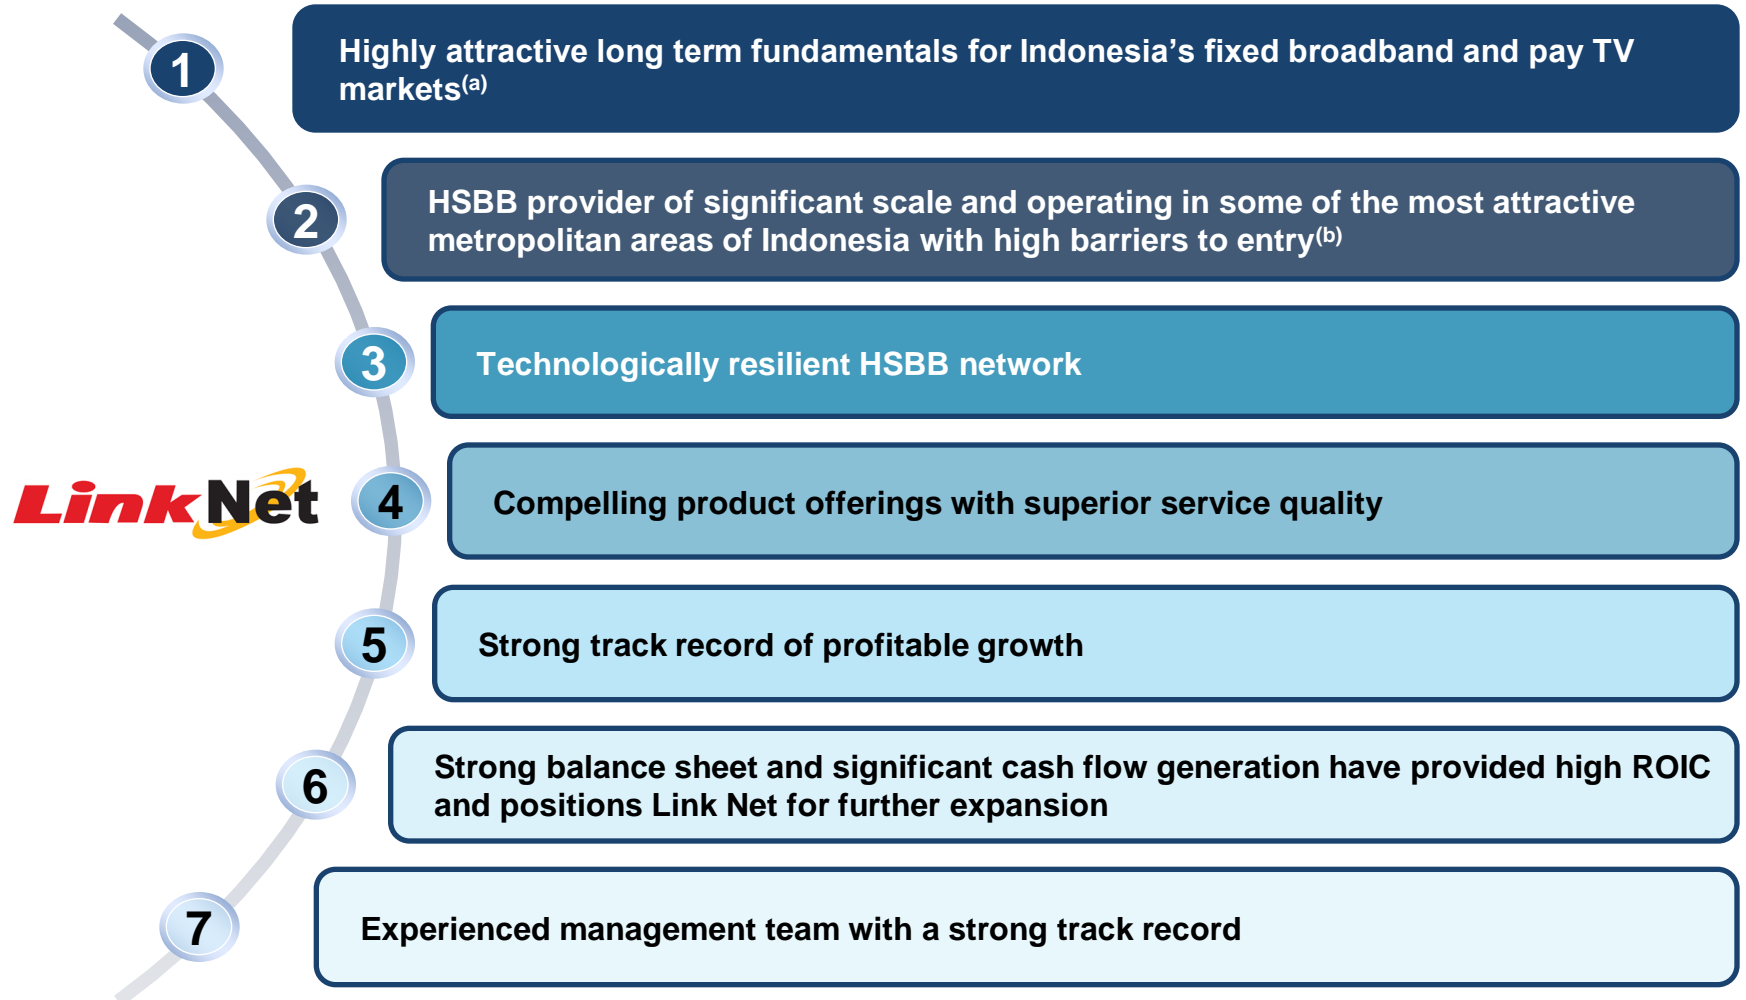 1
Highly attractive long term fundamentals for Indonesia’s fixed broadband and pay TV
markets(a)
2
HSBB provider of significant scale and operating in some of the most attractive
metropolitan areas of Indonesia with high barriers to entry(b)
3
Technologically resilient HSBB network
LinkNet
4
Compelling product offerings with superior service quality
5
Strong track record of profitable growth
6
Strong balance sheet and significant cash flow generation have provided high ROIC
and positions Link Net for further expansion
7
Experienced management team with a strong track record